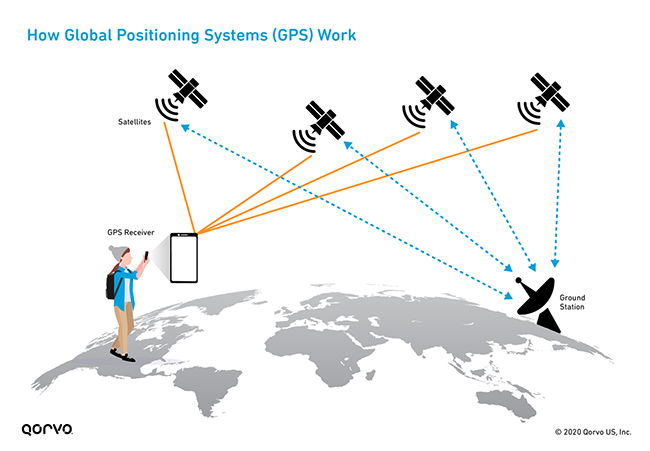 How Global Positioning Systems (GPS) Work
Satellites
GPS Receiver
Ground
Station
QORVO
© 2020 Qorvo US, Inc.